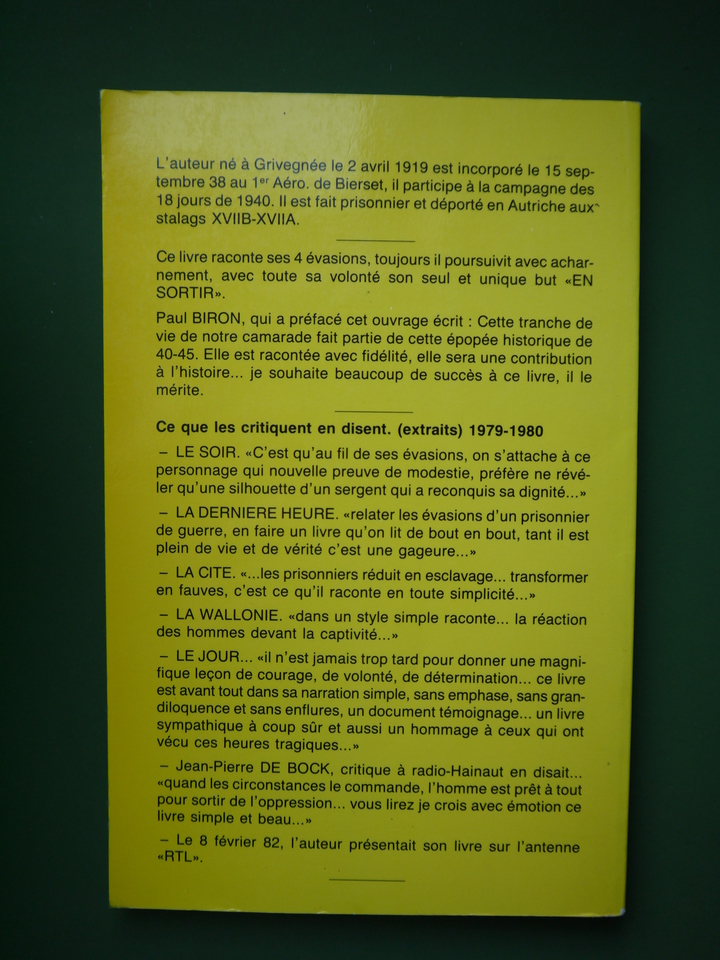 L'auteur né à Grivegnée le 2 avril 1919 est incorporé le 15 sep-
tembre 38 au 1er Aéro. de Bierset, il participe à la campagne des
18 jours de 1940. Il est fait prisonnier et déporté en Autriche aux
stalags XVIIB-XVIIA.
Ce livre raconte ses 4 évasions, toujours il poursuivit avec achar-
nement, avec toute sa volonté son seul et unique but «EN
SORTIR».
Paul BIRON, qui a préfacé cet ouvrage écrit : Cette tranche de
vie de notre camarade fait partie de cette épopée historique de
40-45. Elle est racontée avec fidélité, elle sera une contribution
à l'histoire... je souhaite beaucoup de succès à ce livre, il le
mérite.
Ce que les critiquent en disent. (extraits) 1979-1980
– LE SOIR. «C'est qu'au fil de ses évasions, on s'attache à ce
personnage qui nouvelle preuve de modestie, préfère ne révé-
ler qu'une silhouette d'un sergent qui a reconquis sa dignité...»
– LA DERNIERE HEURE. «relater les évasions d'un prisonnier
de guerre, en faire un livre qu'on lit de bout en bout, tant il est
plein de vie et de vérité c'est une gageure...»
– LA CITE. «...les prisonniers réduit en esclavage... transformer
en fauves, c'est ce qu'il raconte en toute simplicité...»
– LA WALLONIE. «dans un style simple raconte... la réaction
des hommes devant la captivité...»
– LE JOUR... «il n'est jamais trop tard pour donner une magni-
fique leçon de courage, de volonté, de détermination... ce livre
est avant tout dans sa narration simple, sans emphase, sans gran-
diloquence et sans enflures, un document témoignage... un livre
sympathique à coup sûr et aussi un hommage à ceux qui ont
vécu ces heures tragiques...»
– Jean-Pierre DE BOCK, critique à radio-Hainaut en disait...
«quand les circonstances le commande, l'homme est prêt à tout
pour sortir de l'oppression... vous lirez je crois avec émotion ce
livre simple et beau...»
– Le 8 février 82, l'auteur présentait son livre sur l'antenne
«RTL».